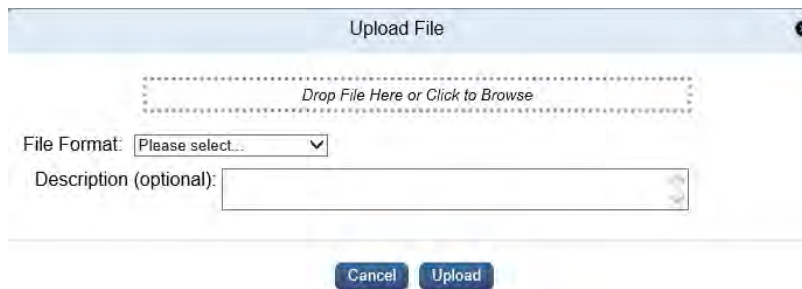 Upload File
Drop File Here or Click to Browse
File Format: Please select...
Description (optional):
Cancel Upload